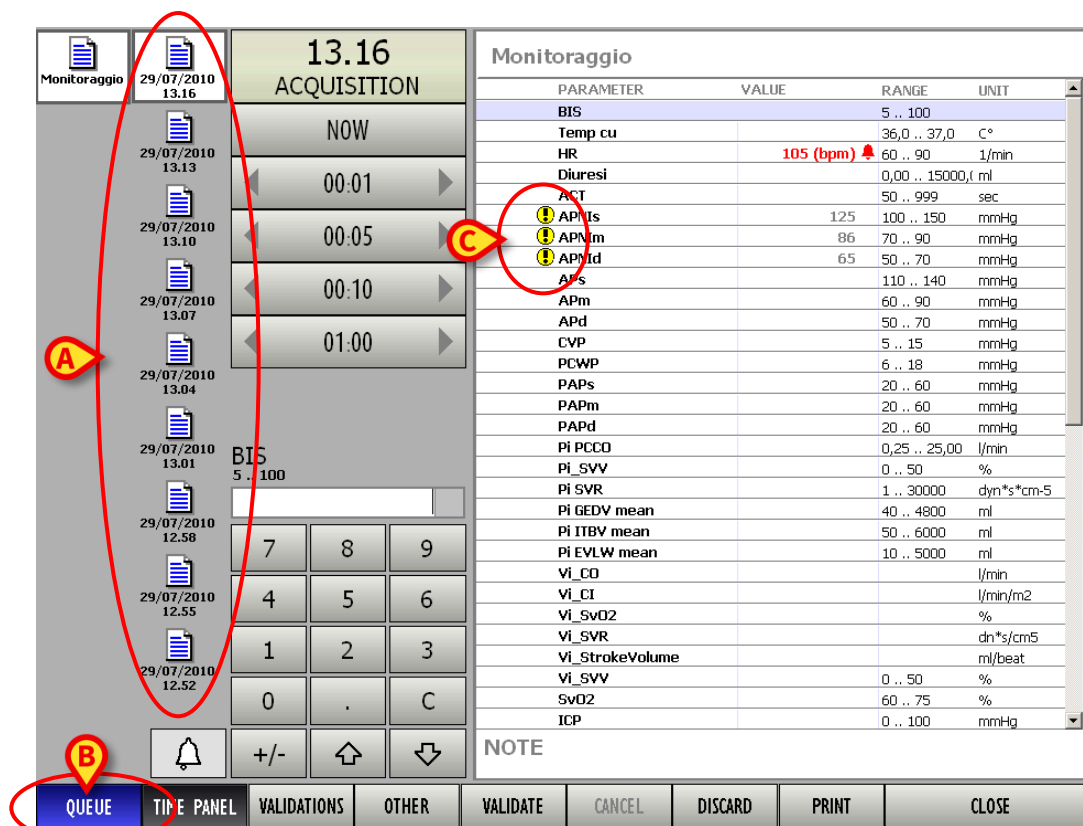 Monitoraggio
29/07/2010
13.16
29/07/2010
13.13
29/07/2010
13.10
29/07/2010
13.07
29/07/2010
13.04
29/07/2010
13.01
29/07/2010
12.58
29/07/2010
12.55
29/07/2010
12.52
A
13.16
ACQUISITION
NOW
00:01
00:05
00:10
01:00
BIS
5 .. 100
7 8 9
4 5 6
1 2 3
0 . C
+/-
Monitoraggio
PARAMETER VALUE RANGE UNIT
BIS 5 .. 100
Temp cu 36,0 .. 37,0 C°
HR 105 (bpm) 60 .. 90 1/min
Diuresi 0,00 .. 15000,( ml
ACT 50 .. 999 sec
C
! APNIs 125 100 .. 150 mmHg
! APNIm 86 70 .. 90 mmHg
! APNId 65 50 .. 70 mmHg
APs 110 .. 140 mmHg
APm 60 .. 90 mmHg
APd 50 .. 70 mmHg
CVP 5 .. 15 mmHg
PCWP 6 .. 18 mmHg
PAPs 20 .. 60 mmHg
PAPm 20 .. 60 mmHg
PAPd 20 .. 60 mmHg
Pi PCCO 0,25 .. 25,00 l/min
Pi_SVV 0 .. 50 %
Pi SVR 1 .. 30000 dyn*s*cm-5
Pi GEDV mean 40 .. 4800 ml
Pi ITBV mean 50 .. 6000 ml
Pi EVLW mean 10 .. 5000 ml
Vi_CO l/min
Vi_CI l/min/m2
Vi_SvO2 %
Vi_SVR dn*s/cm5
Vi_StrokeVolume ml/beat
Vi_SVV 0 .. 50 %
SvO2 60 .. 75 %
ICP 0 .. 100 mmHg
NOTE
B
QUEUE TIME PANEL VALIDATIONS OTHER VALIDATE CANCEL DISCARD PRINT CLOSE